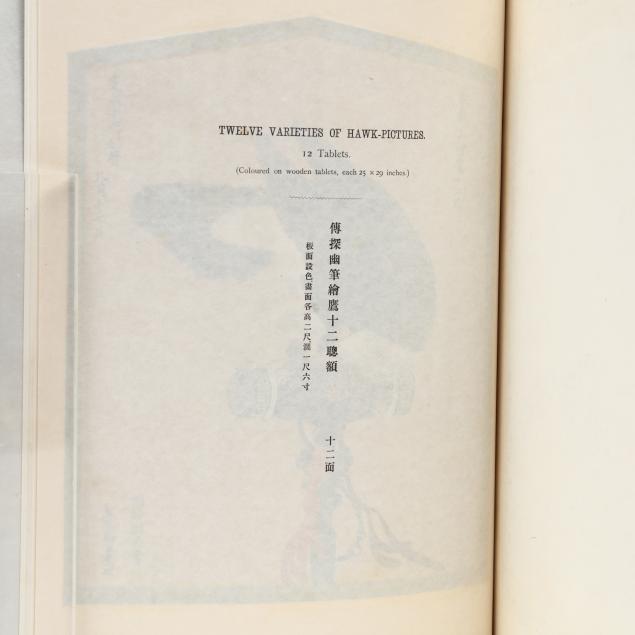 TWELVE VARIETIES OF HAWK-PICTURES.
12 Tablets.
(Coloured on wooden tablets, each 25 × 29 inches.)
傳探幽筆繪鷹十二聰額 十二面
板面設色、畫面各高二尺、濶一尺六寸